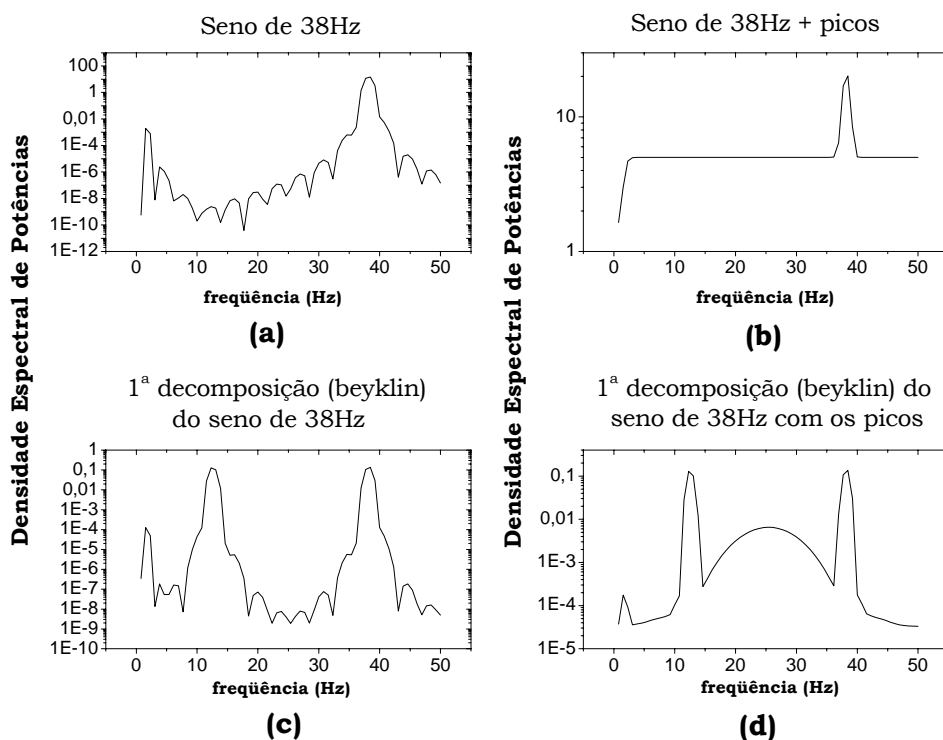 Seno de 38Hz
Densidade Espectral de Potências
100
1
0,01
1E-4
1E-6
1E-8
1E-10
1E-12
0 10 20 30 40 50
freqüência (Hz)
(a)
Seno de 38Hz + picos
Densidade Espectral de Potências
10
1
0 10 20 30 40 50
freqüência (Hz)
(b)
1ª decomposição (beyklin)
do seno de 38Hz
1
0,1
0,01
1E-3
1E-4
1E-5
1E-6
1E-7
1E-8
1E-9
1E-10
0 10 20 30 40 50
freqüência (Hz)
(c)
1ª decomposição (beyklin) do
seno de 38Hz com os picos
0,1
0,01
1E-3
1E-4
1E-5
0 10 20 30 40 50
freqüência (Hz)
(d)